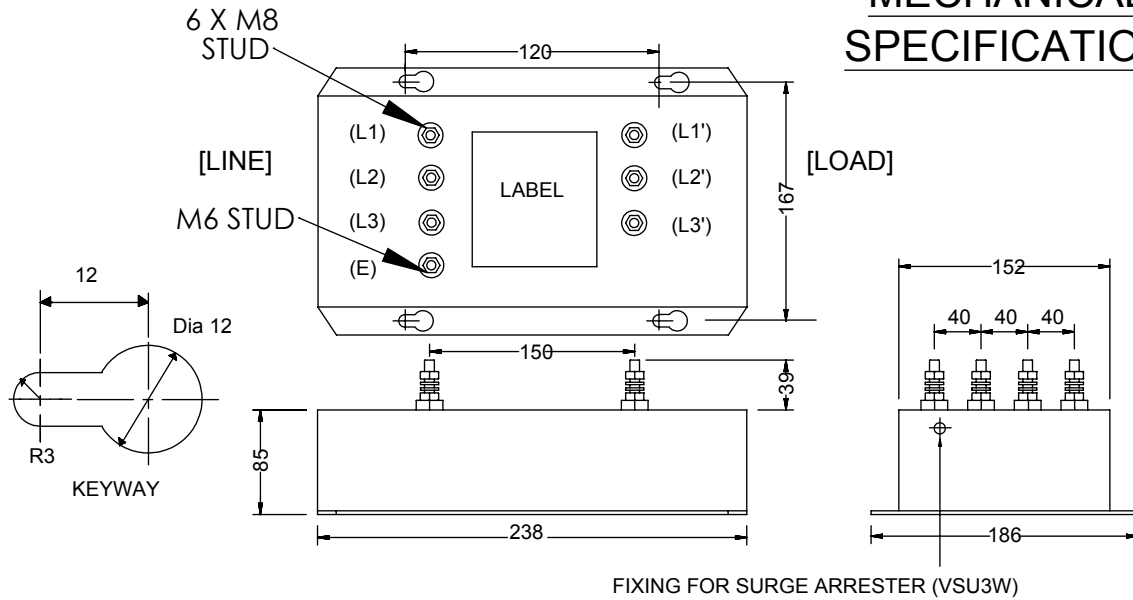 MECHANICAL
SPECIFICATIO
6 X M8
STUD
120
(L1)
(L1')
[LINE]
[LOAD]
(L2)
(L2')
LABEL
167
M6 STUD
(L3)
(L3')
(E)
12
Dia 12
R3
KEYWAY
150
39
85
238
152
40
40
40
186
FIXING FOR SURGE ARRESTER (VSU3W)